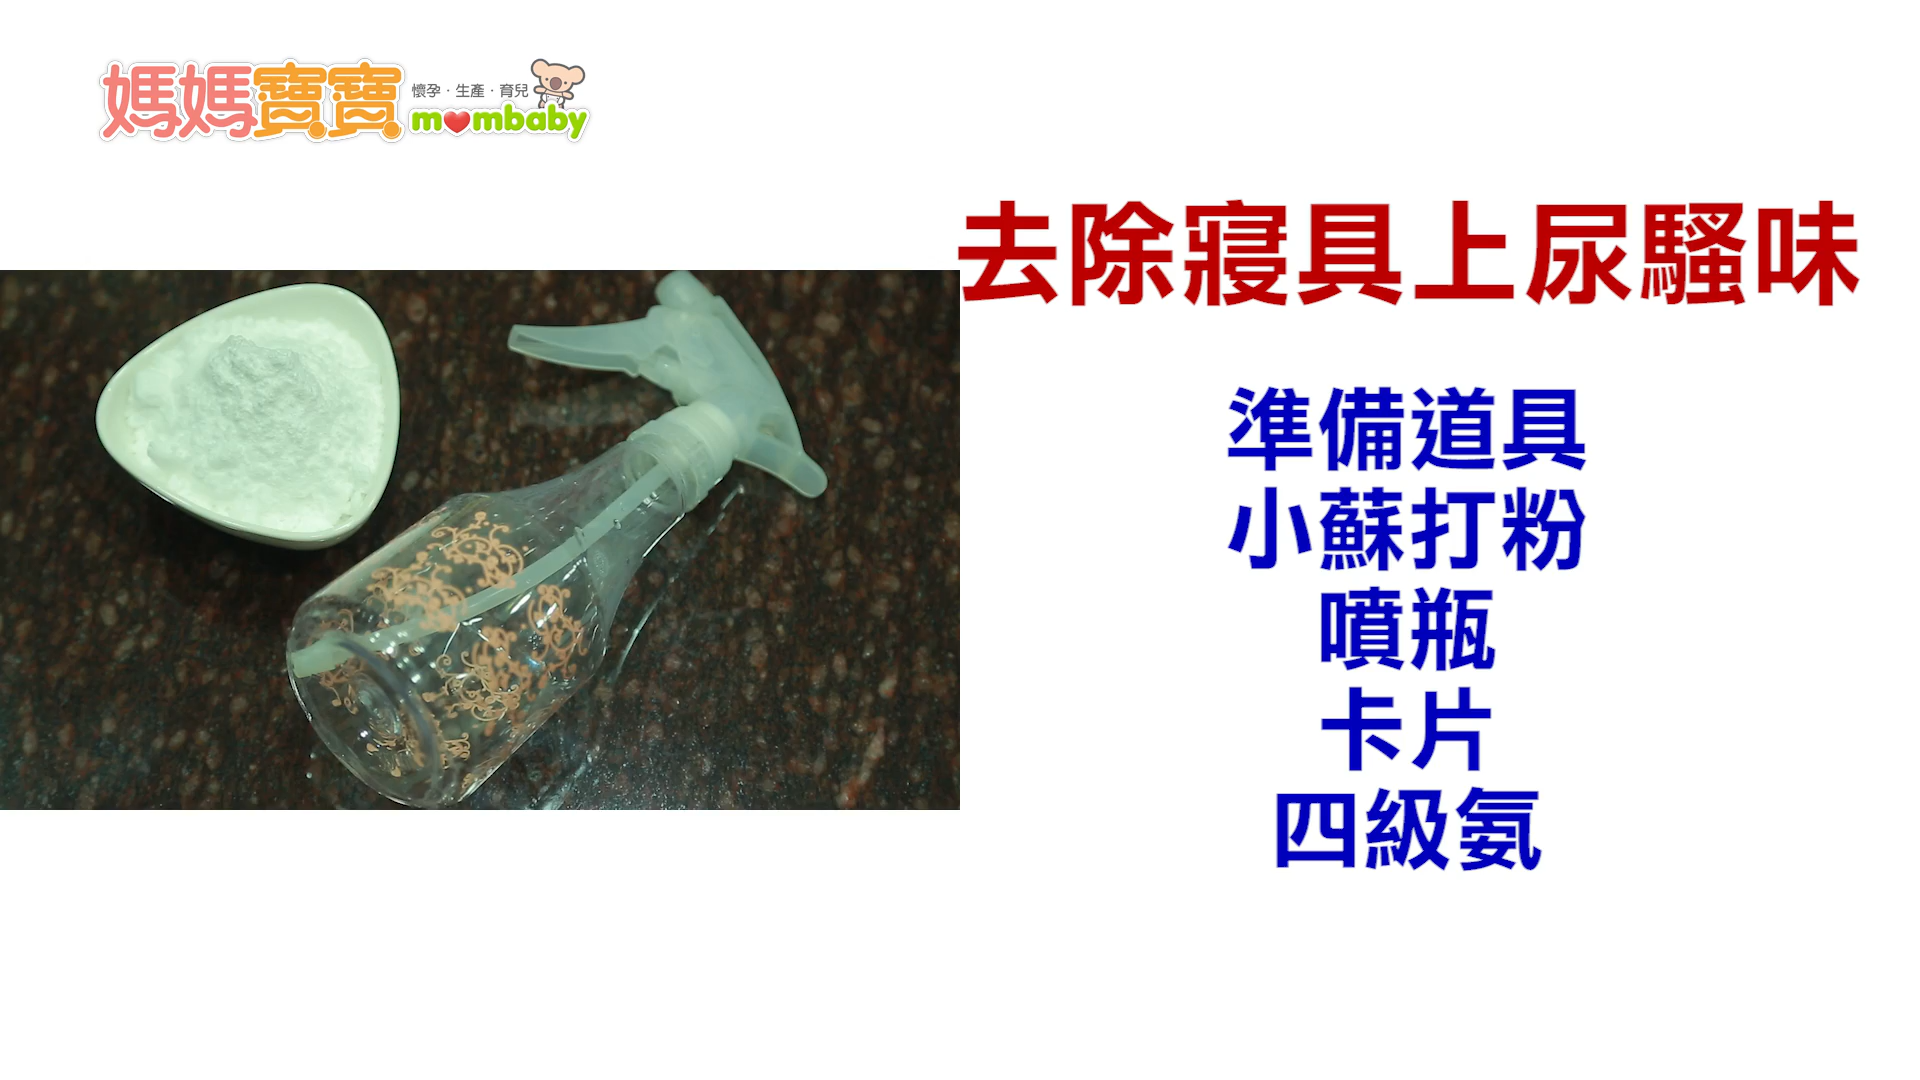 媽媽寶寶
懷孕・生產・育兒
mombaby
去除寢具上尿騷味
準備道具
小蘇打粉
噴瓶
卡片
四級氨